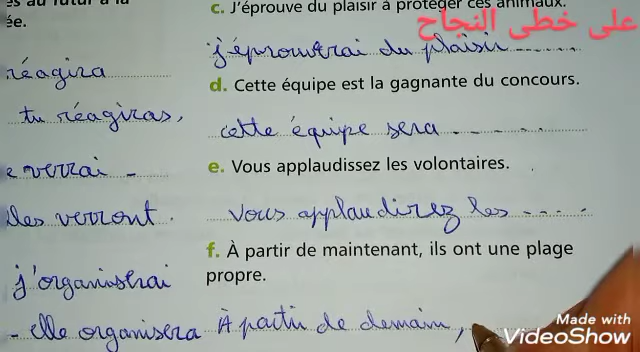 es au futur à la
ée.
réagira
tu réagiras,
e verrai -
lles verront.
j'organiserai
- elle organisera
c. J'éprouve du plaisir à protéger ces animaux.
على خطى النجاح
j'éprouverai du plaisir
d. Cette équipe est la gagnante du concours.
cette équipe sera
e. Vous applaudissez les volontaires.
vous applaudirez les
f. À partir de maintenant, ils ont une plage
propre.
À partir de demain,
Made with
VideoShow